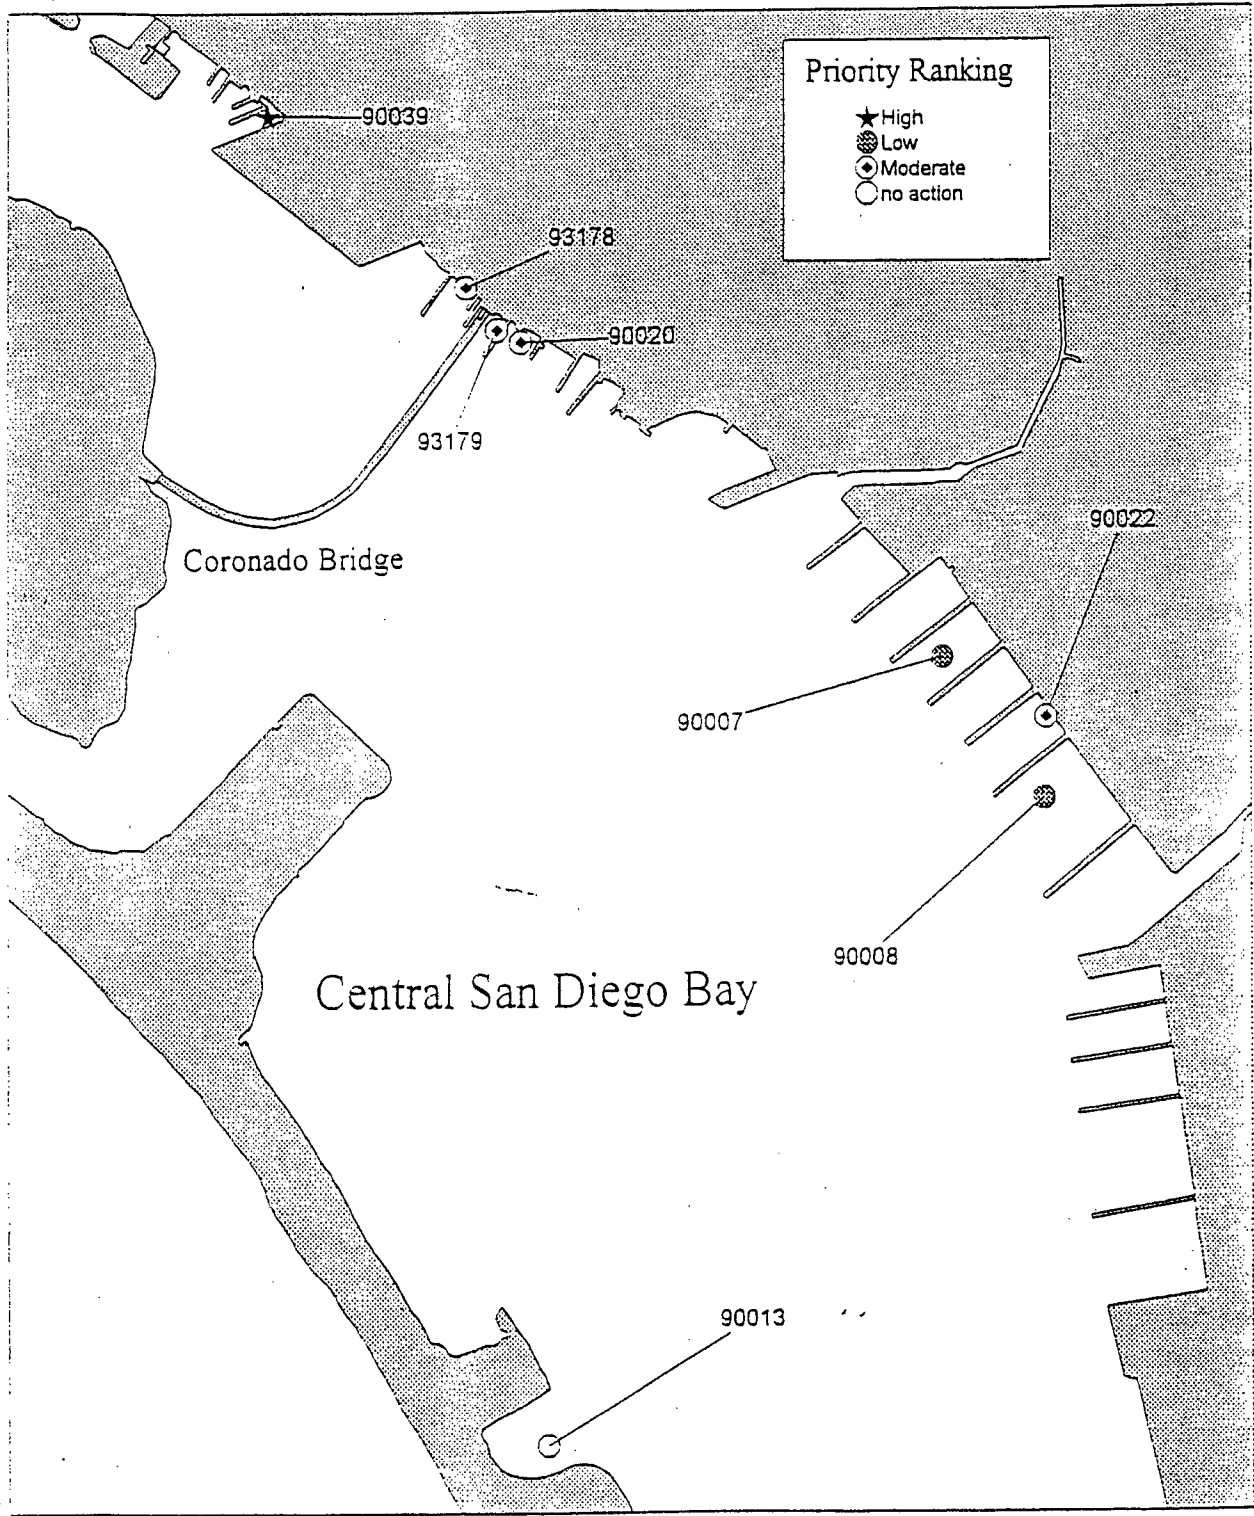 Priority Ranking
High
Low
Moderate
no action
90039
93178
90020
93179
90022
Coronado Bridge
90007
90008
Central San Diego Bay
90013